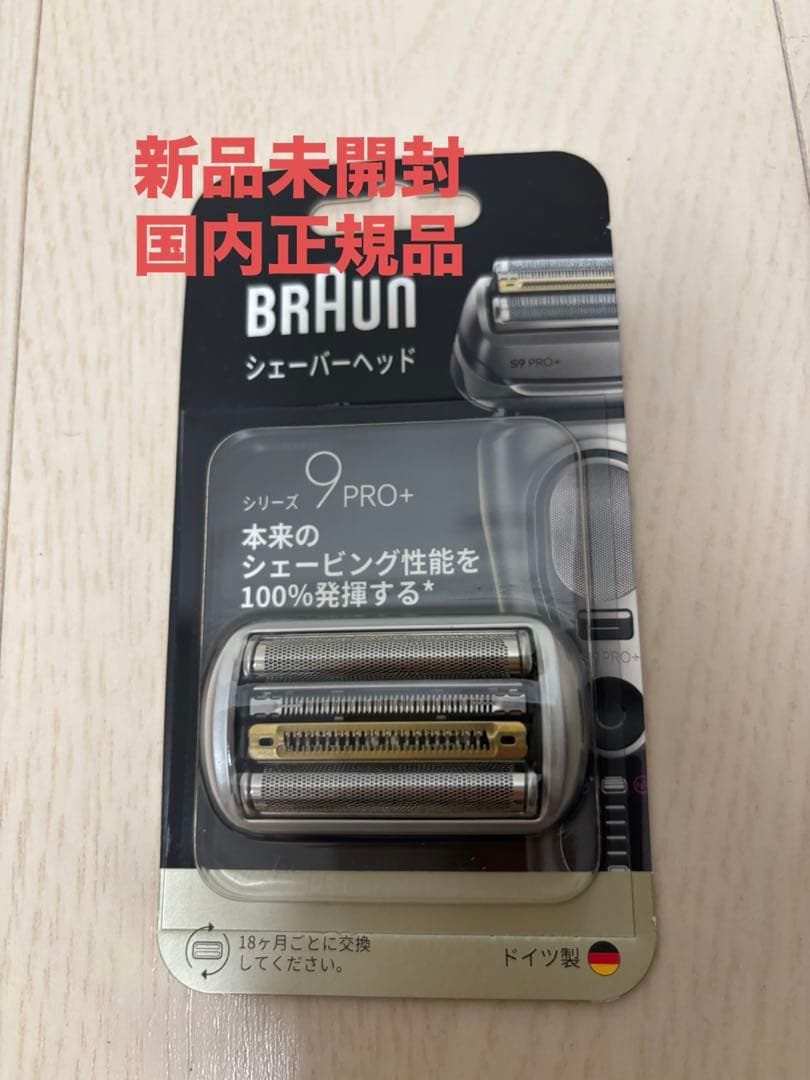 新品未開封
国内正規品
BRAUN
シェーバーヘッド
S9 PRO+
シリーズ 9 PRO+
本来の
シェービング性能を
100%発揮する*
PRO+
18ヶ月ごとに交換
してください。
ドイツ製